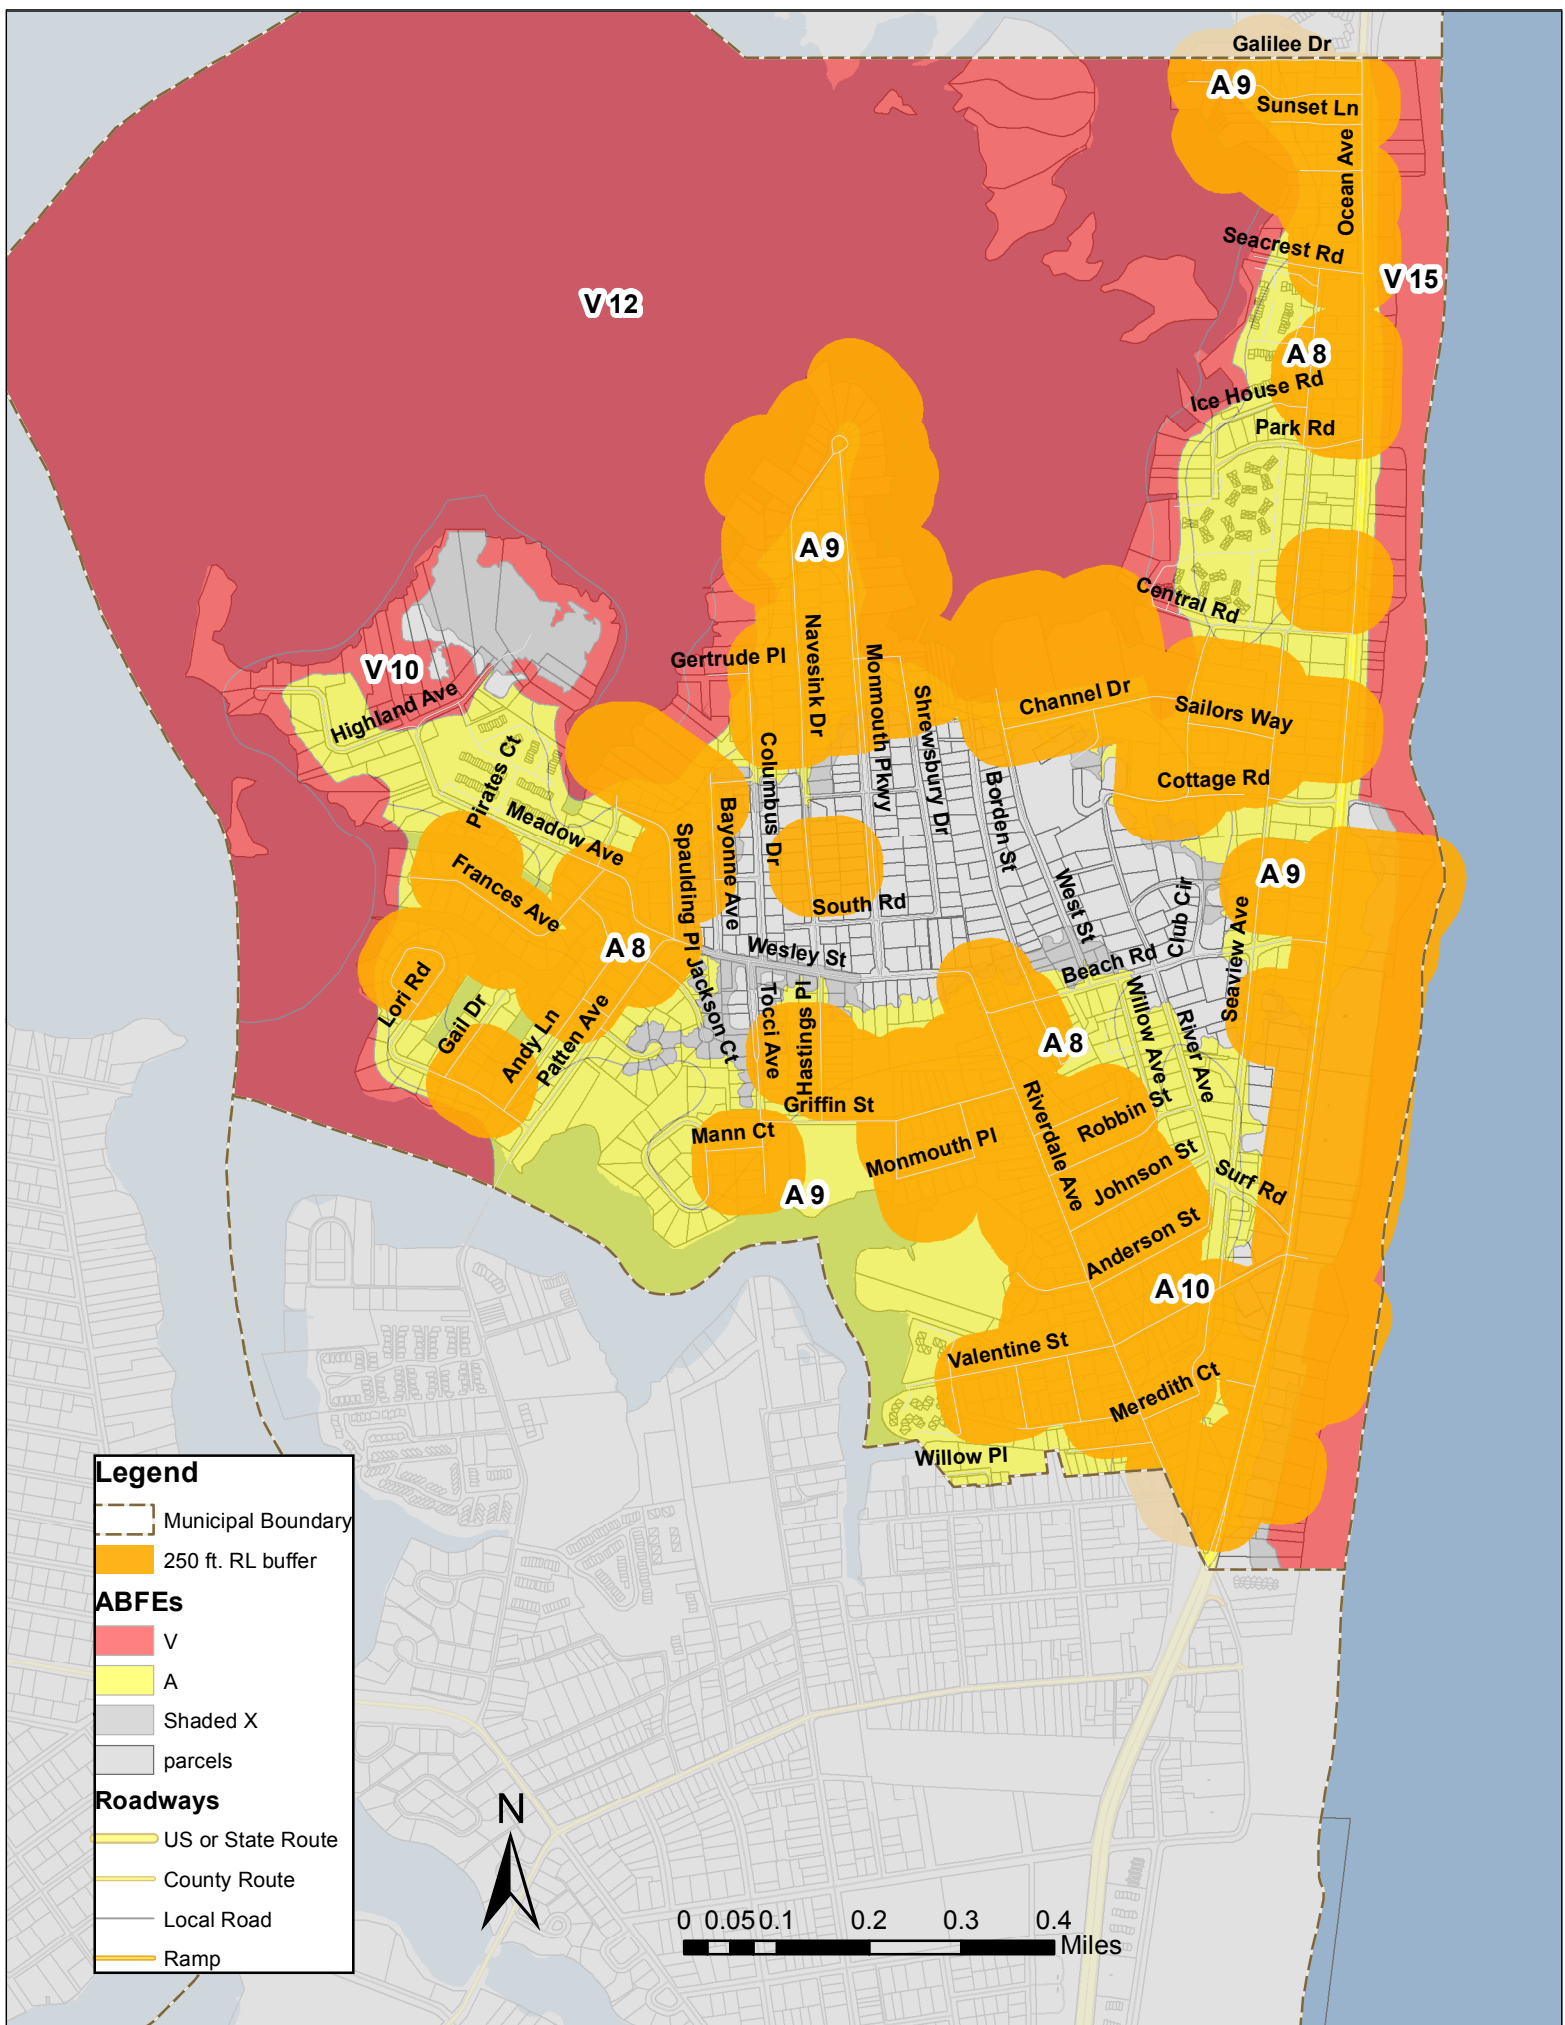 Galilee Dr
A 9
Sunset Ln
Ocean Ave
Seacrest Rd
V 15
V 12
A 8
Ice House Rd
Park Rd
A 9
Central Rd
Navesink Dr
Gertrude Pl
Monmouth Pkwy
V 10
Highland Ave
Shrewsbury Dr
Channel Dr
Sailors Way
Columbus Dr
Pirates Ct
Cottage Rd
Borden St
Bayonne Ave
Meadow Ave
Spaulding Pl
Frances Ave
South Rd
West St
Club Cir
A 9
Seaview Ave
A 8
Wesley St
Beach Rd
Lori Rd
Jackson Ct
Tocci Ave
Hastings Pl
Willow Ave
River Ave
Gail Dr
Andy Ln
Patten Ave
A 8
Griffin St
Riverdale Ave
Robbin St
Mann Ct
Monmouth Pl
Johnson St
Surf Rd
A 9
Anderson St
A 10
Valentine St
Meredith Ct
Willow Pl
Legend
Municipal Boundary
250 ft. RL buffer
ABFEs
V
A
Shaded X
parcels
Roadways
US or State Route
County Route
Local Road
Ramp
N
0 0.05 0.1 0.2 0.3 0.4
Miles